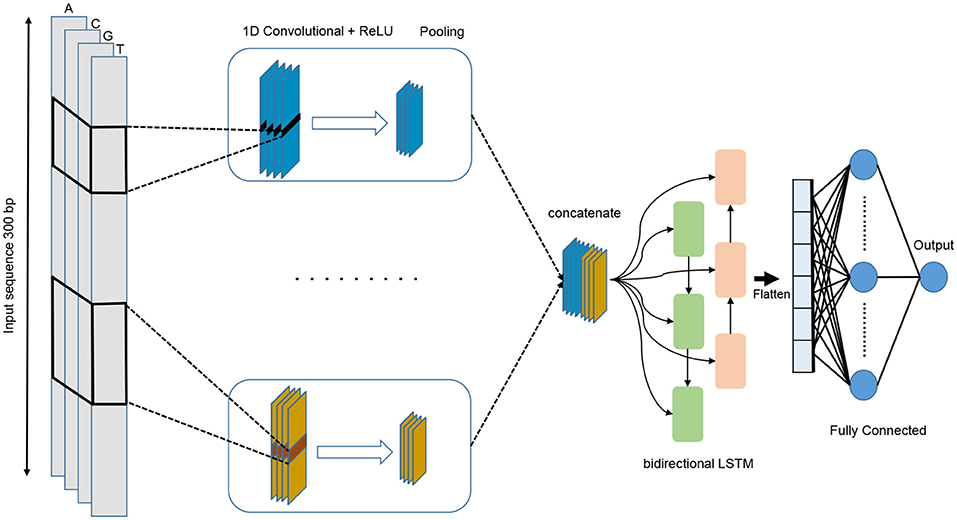 A
C
G
T
Input sequence 300 bp
1D Convolutional + ReLU
Pooling
concatenate
bidirectional LSTM
Flatten
Output
Fully Connected